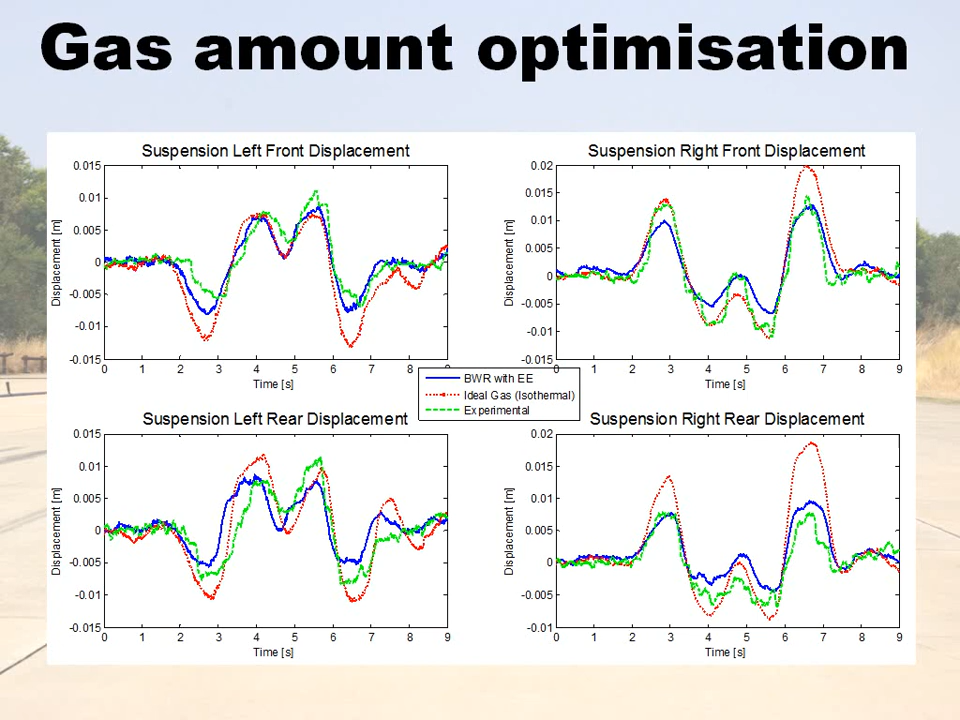 Gas amount optimisation
Suspension Left Front Displacement
0.015
0.01
0.005
0
-0.005
-0.01
-0.015
Displacement [m]
0 1 2 3 4 5 6 7 8 9
Time [s]
Suspension Right Front Displacement
0.02
0.015
0.01
0.005
0
-0.005
-0.01
-0.015
Displacement [m]
0 1 2 3 4 5 6 7 8 9
Time [s]
BWR with EE
Ideal Gas (Isothermal)
Experimental
Suspension Left Rear Displacement
0.015
0.01
0.005
0
-0.005
-0.01
-0.015
Displacement [m]
0 1 2 3 4 5 6 7 8 9
Time [s]
Suspension Right Rear Displacement
0.02
0.015
0.01
0.005
0
-0.005
-0.01
Displacement [m]
0 1 2 3 4 5 6 7 8 9
Time [s]